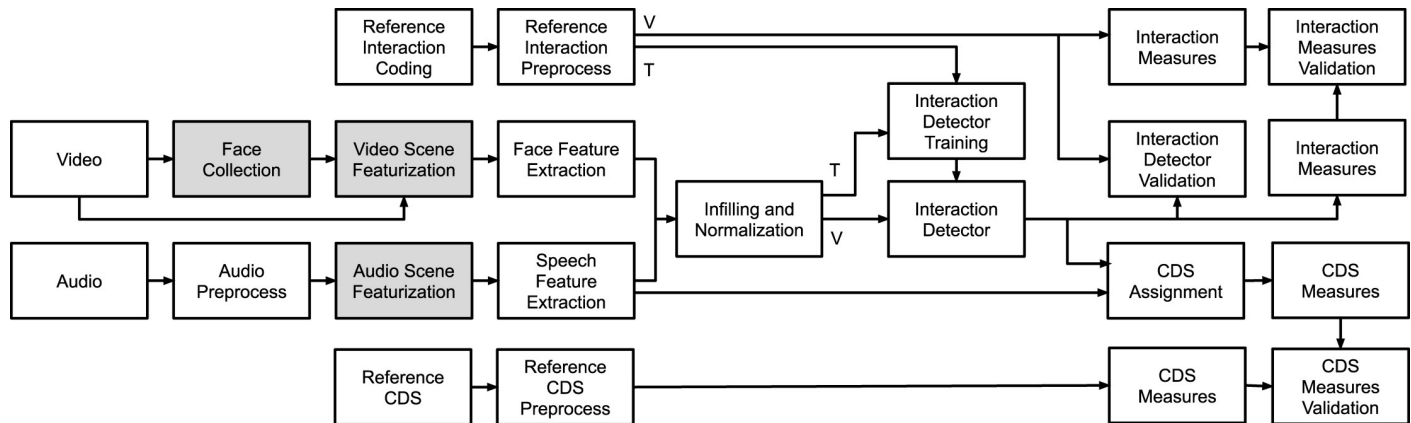 Reference
Interaction
Coding
Reference
Interaction
Preprocess
V
T
Interaction
Measures
Interaction
Measures
Validation
Interaction
Detector
Training
Video
Face
Collection
Video Scene
Featurization
Face Feature
Extraction
Interaction
Detector
Validation
Interaction
Measures
T
Infilling and
Normalization
V
Interaction
Detector
Audio
Audio
Preprocess
Audio Scene
Featurization
Speech
Feature
Extraction
CDS
Assignment
CDS
Measures
Reference
CDS
Reference
CDS
Preprocess
CDS
Measures
CDS
Measures
Validation